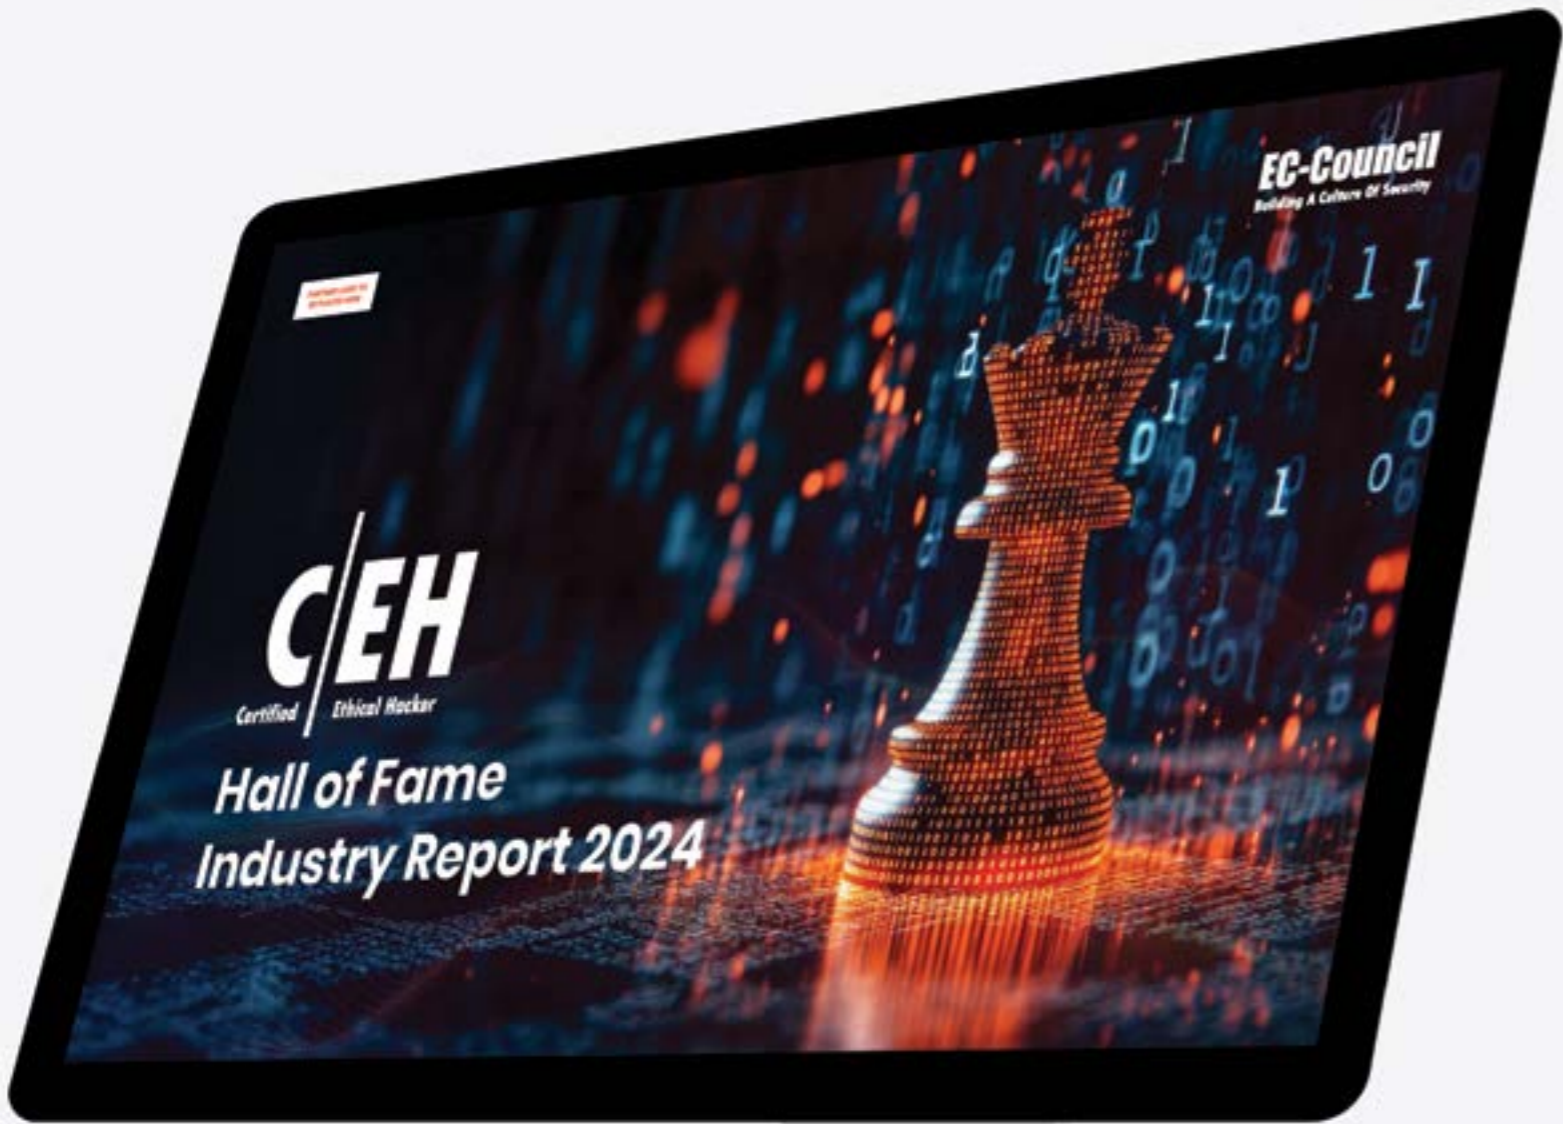 EC-Council
Building A Culture Of Security
C|EH
Certified | Ethical Hacker
Hall of Fame
Industry Report 2024